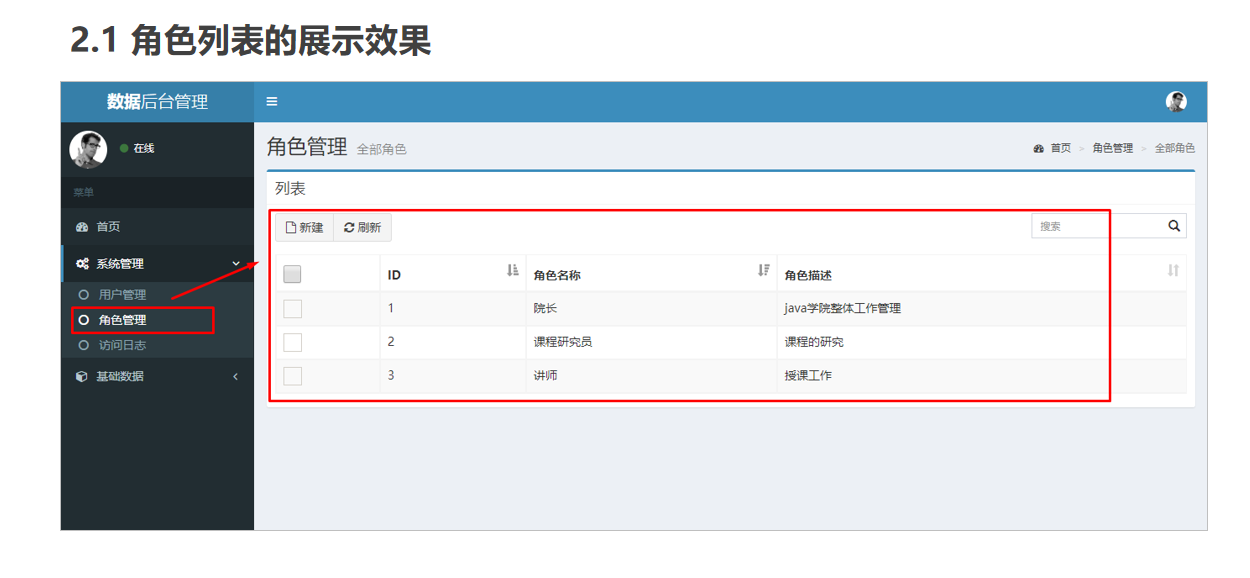 2.1 角色列表的展示效果
数据后台管理
在线
菜单
首页
系统管理
用户管理
角色管理
访问日志
基础数据
角色管理 全部角色
首页 > 角色管理 > 全部角色
列表
新建 刷新 搜索
ID 角色名称 角色描述
1 院长 java学院整体工作管理
2 课程研究员 课程的研究
3 讲师 授课工作